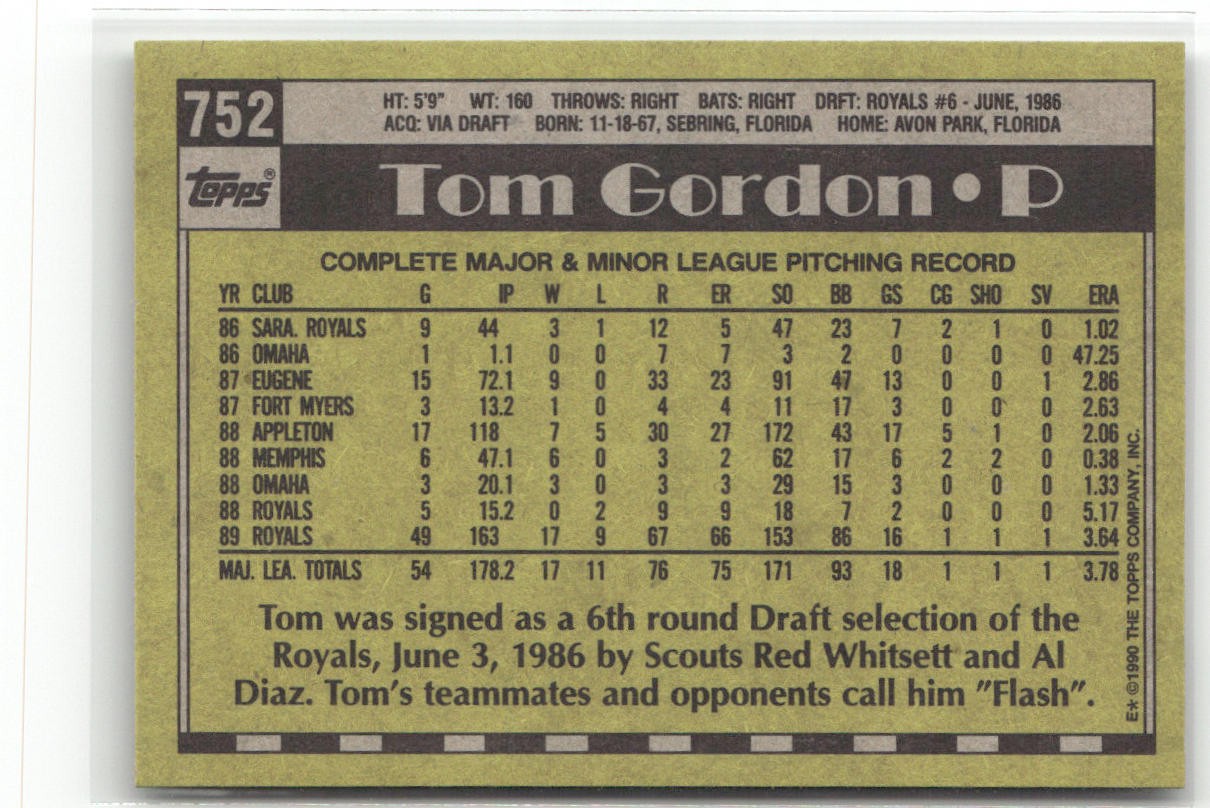 752
HT: 5'9" WT: 160 THROWS: RIGHT BATS: RIGHT DRFT: ROYALS #6 - JUNE, 1986
ACQ: VIA DRAFT BORN: 11-18-67, SEBRING, FLORIDA HOME: AVON PARK, FLORIDA
topps®
Tom Gordon • P
COMPLETE MAJOR & MINOR LEAGUE PITCHING RECORD
YR CLUB G IP W L R ER SO BB GS CG SHO SV ERA
86 SARA. ROYALS 9 44 3 1 12 5 47 23 7 2 1 0 1.02
86 OMAHA 1 1.1 0 0 7 7 3 2 0 0 0 0 47.25
87 EUGENE 15 72.1 9 0 33 23 91 47 13 0 0 1 2.86
87 FORT MYERS 3 13.2 1 0 4 4 11 17 3 0 0 0 2.63
88 APPLETON 17 118 7 5 30 27 172 43 17 5 1 0 2.06
88 MEMPHIS 6 47.1 6 0 3 2 62 17 6 2 2 0 0.38
88 OMAHA 3 20.1 3 0 3 3 29 15 3 0 0 0 1.33
88 ROYALS 5 15.2 0 2 9 9 18 7 2 0 0 0 5.17
89 ROYALS 49 163 17 9 67 66 153 86 16 1 1 1 3.64
MAJ. LEA. TOTALS 54 178.2 17 11 76 75 171 93 18 1 1 1 3.78
Tom was signed as a 6th round Draft selection of the
Royals, June 3, 1986 by Scouts Red Whitsett and Al
Diaz. Tom's teammates and opponents call him "Flash".
E* ©1990 THE TOPPS COMPANY, INC.